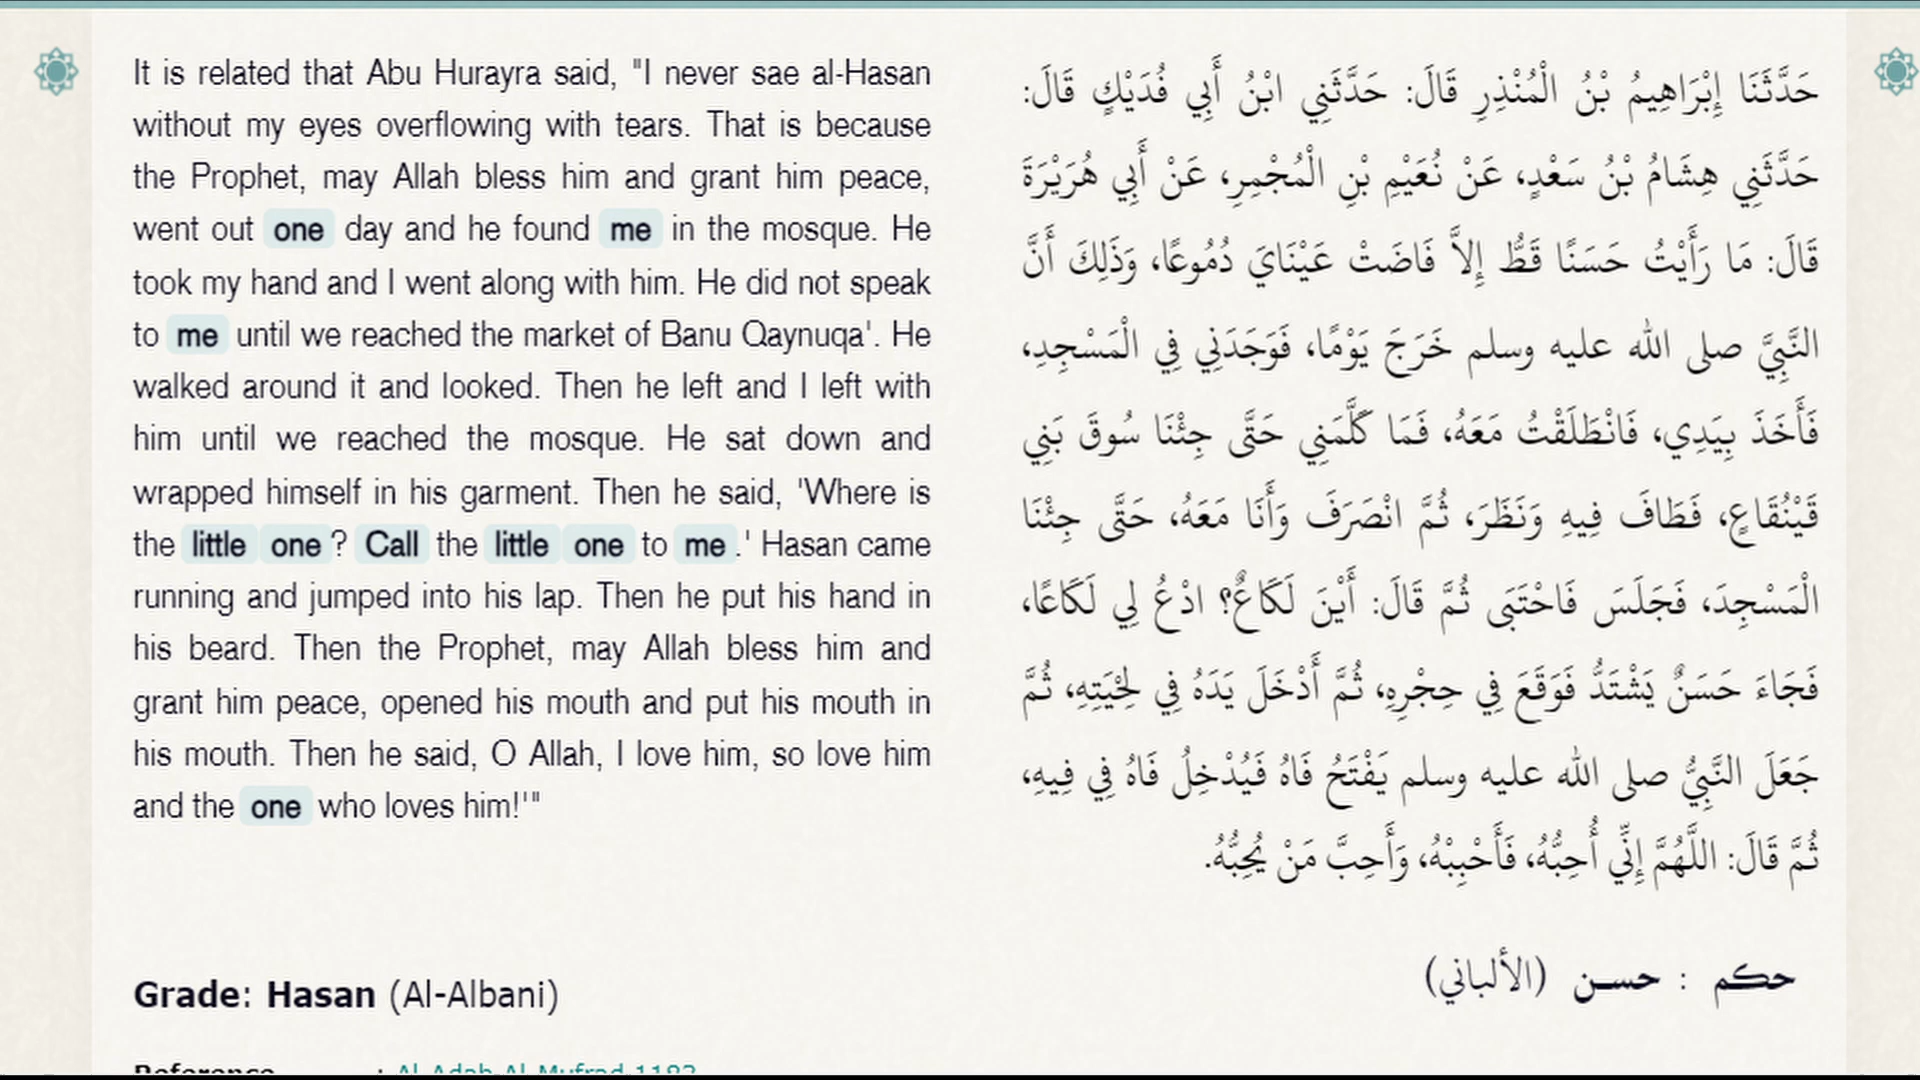 It is related that Abu Hurayra said, "I never sae al-Hasan
without my eyes overflowing with tears. That is because
the Prophet, may Allah bless him and grant him peace,
went out one day and he found me in the mosque. He
took my hand and I went along with him. He did not speak
to me until we reached the market of Banu Qaynuqa'. He
walked around it and looked. Then he left and I left with
him until we reached the mosque. He sat down and
wrapped himself in his garment. Then he said, 'Where is
the little one? Call the little one to me.' Hasan came
running and jumped into his lap. Then he put his hand in
his beard. Then the Prophet, may Allah bless him and
grant him peace, opened his mouth and put his mouth in
his mouth. Then he said, O Allah, I love him, so love him
and the one who loves him!'"
حَدَّثَنَا إِبْرَاهِيمُ بْنُ الْمُنْذِرِ قَالَ: حَدَّثَنِي ابْنُ أَبِي فُدَيْكٍ قَالَ:
حَدَّثَنِي هِشَامُ بْنُ سَعْدٍ، عَنْ نُعَيْمِ بْنِ الْمُجْمِرِ، عَنْ أَبِي هُرَيْرَةَ
قَالَ: مَا رَأَيْتُ حَسَنًا قَطُّ إِلاَّ فَاضَتْ عَيْنَايَ دُمُوعًا، وَذَلِكَ أَنَّ
النَّبِيَّ صلى الله عليه وسلم خَرَجَ يَوْمًا، فَوَجَدَنِي فِي الْمَسْجِدِ،
فَأَخَذَ بِيَدِي، فَانْطَلَقْتُ مَعَهُ، فَمَا كَلَّمَنِي حَتَّى جِئْنَا سُوقَ بَنِي
قَيْنُقَاعٍ، فَطَافَ فِيهِ وَنَظَرَ، ثُمَّ انْصَرَفَ وَأَنَا مَعَهُ، حَتَّى جِئْنَا
الْمَسْجِدَ، فَجَلَسَ فَاحْتَبَى ثُمَّ قَالَ: أَيْنَ لَكَاعٌ؟ ادْعُ لِي لَكَاعًا،
فَجَاءَ حَسَنٌ يَشْتَدُّ فَوَقَعَ فِي حِجْرِهِ، ثُمَّ أَدْخَلَ يَدَهُ فِي لِحْيَتِهِ، ثُمَّ
جَعَلَ النَّبِيُّ صلى الله عليه وسلم يَفْتَحُ فَاهُ فَيُدْخِلُ فَاهُ فِي فِيهِ،
ثُمَّ قَالَ: اللَّهُمَّ إِنِّي أُحِبُّهُ، فَأَحْبِبْهُ، وَأَحِبَّ مَنْ يُحِبُّهُ.
Grade: Hasan (Al-Albani)
حكم : حسن (الألباني)
Reference : Al-Adab Al-Mufrad 1183